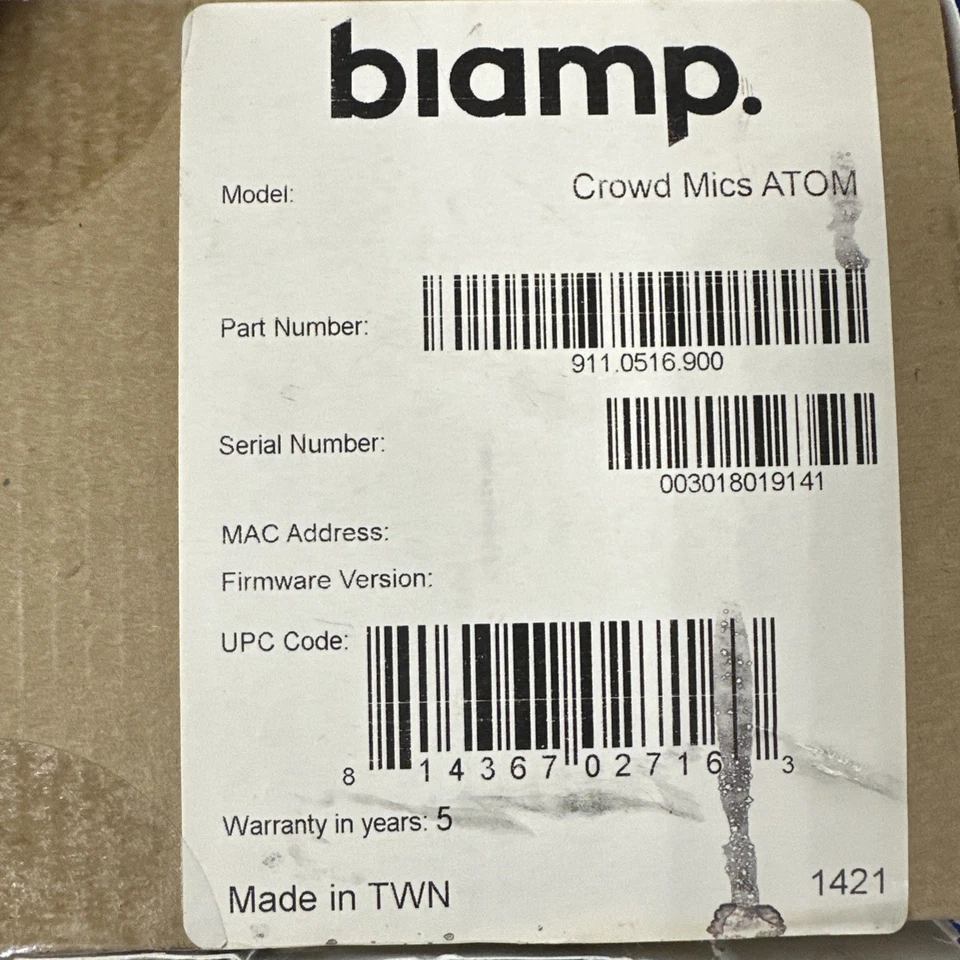 biamp.
Model: Crowd Mics ATOM
Part Number:
911.0516.900
Serial Number:
003018019141
MAC Address:
Firmware Version:
UPC Code:
8 14367 02716 3
Warranty in years: 5
Made in TWN 1421